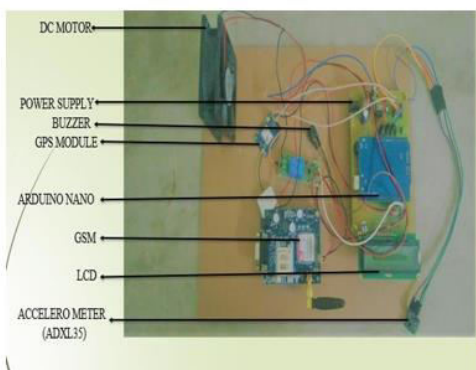 DC MOTOR
POWER SUPPLY
BUZZER
GPS MODULE
ARDUINO NANO
GSM
LCD
ACCELERO METER
(ADXL35)